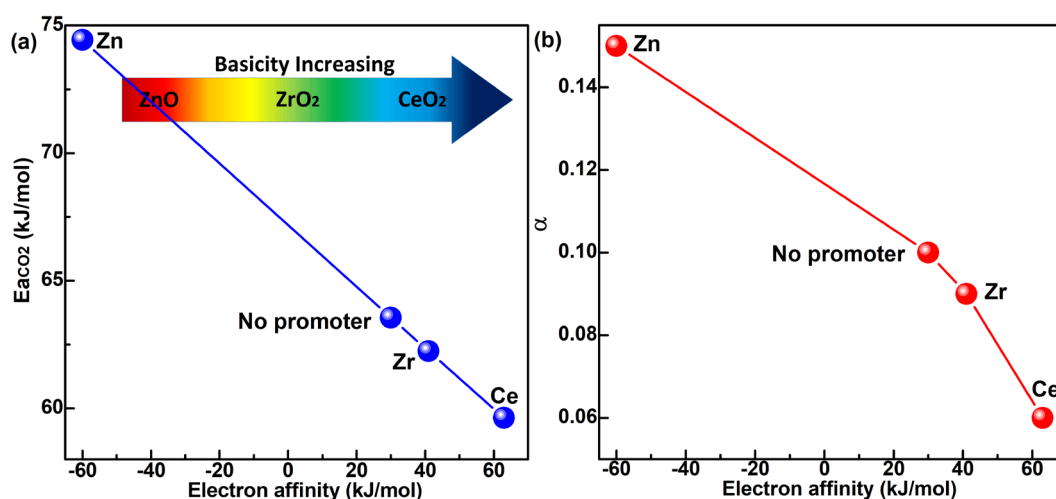 (a)
75
70
65
60
Ea_CO2 (kJ/mol)
Zn
Basicity Increasing
ZnO
ZrO₂
CeO₂
No promoter
Zr
Ce
-60 -40 -20 0 20 40 60
Electron affinity (kJ/mol)
(b)
0.14
0.12
0.10
0.08
0.06
α
Zn
No promoter
Zr
Ce
-60 -40 -20 0 20 40 60
Electron affinity (kJ/mol)